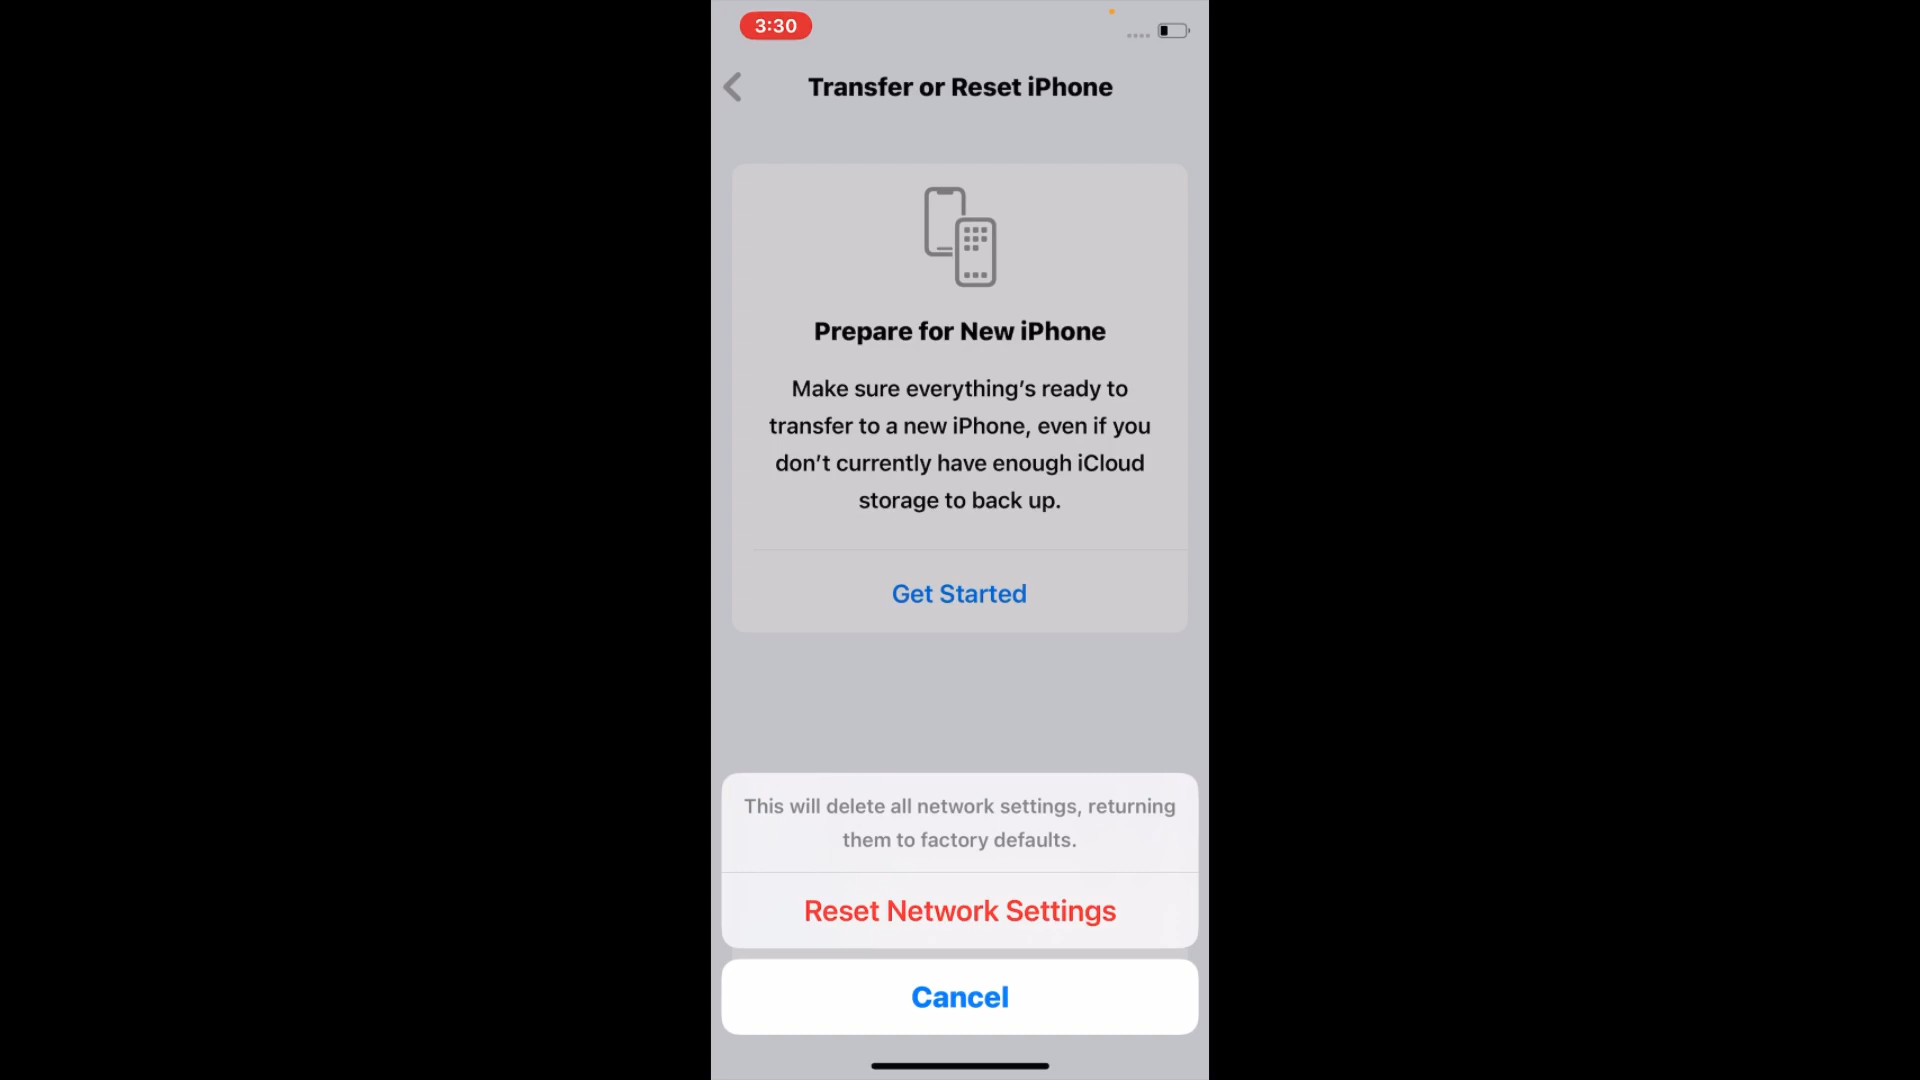 3:30
Transfer or Reset iPhone
Prepare for New iPhone
Make sure everything’s ready to
transfer to a new iPhone, even if you
don’t currently have enough iCloud
storage to back up.
Get Started
This will delete all network settings, returning
them to factory defaults.
Reset Network Settings
Cancel